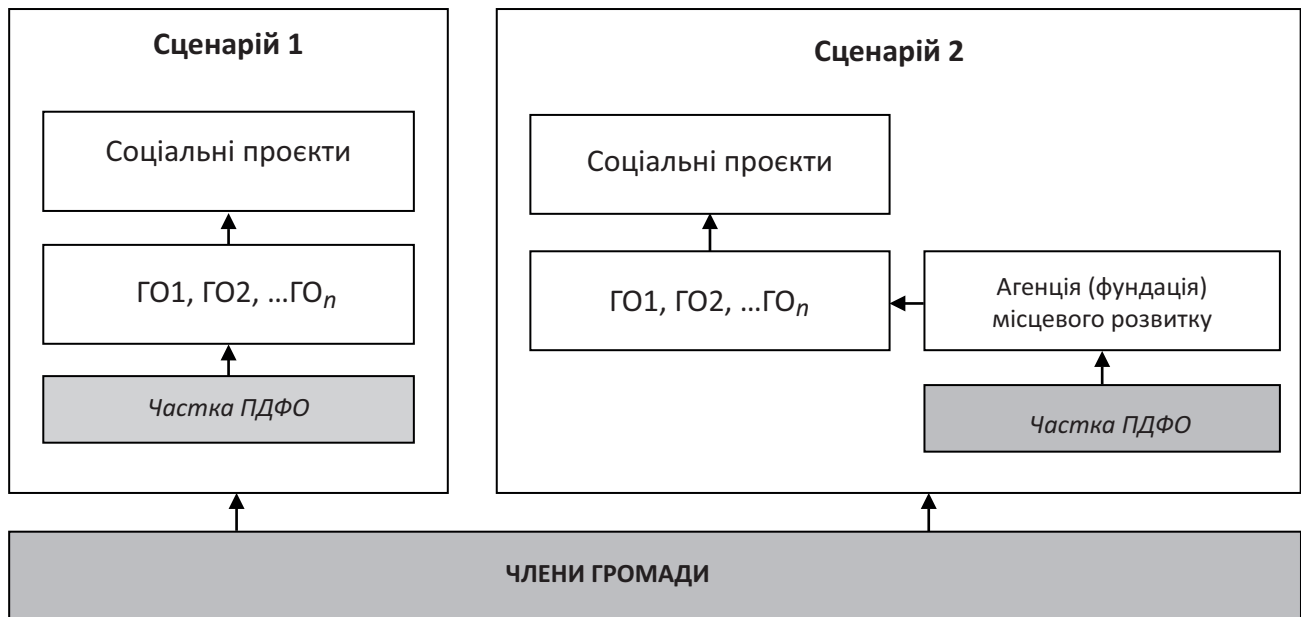 Сценарій 1
Соціальні проєкти
ГО1, ГО2, ...ГОn
Частка ПДФО
Сценарій 2
Соціальні проєкти
ГО1, ГО2, ...ГОn
Агенція (фундація)
місцевого розвитку
Частка ПДФО
ЧЛЕНИ ГРОМАДИ